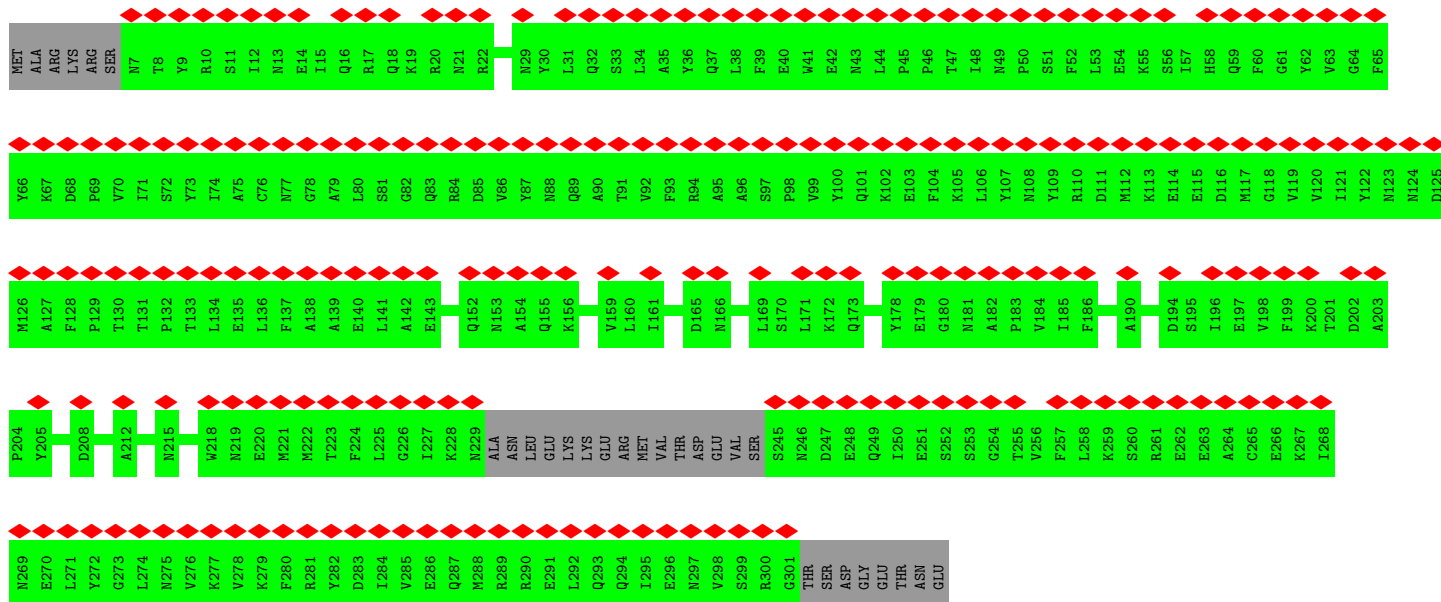 MET ALA ARG LYS ARG SER N7 T8 Y9 R10 S11 I12 N13 E14 I15 Q16 R17 Q18 K19 R20 N21 R22 N29 Y30 L31 Q32 S33 L34 A35 Y36 Q37 L38 F39 E40 W41 E42 N43 L44 P45 P46 T47 I48 N49 P50 S51 F52 L53 E54 K55 S56 I57 H58 Q59 F60 G61 Y62 V63 G64 F65
Y66 K67 D68 P69 V70 I71 S72 Y73 I74 A75 C76 N77 G78 A79 L80 S81 G82 Q83 R84 D85 V86 Y87 N88 Q89 A90 T91 V92 F93 R94 A95 A96 S97 P98 V99 Y100 Q101 K102 E103 F104 K105 L106 Y107 N108 Y109 R110 D111 M112 K113 E114 E115 D116 M117 G118 V119 V120 I121 Y122 N123 N124 D125
M126 A127 F128 P129 T130 T131 P132 T133 L134 E135 L136 F137 A138 A139 E140 L141 A142 E143 Q152 N153 A154 Q155 K156 V159 L160 I161 D165 N166 L169 S170 L171 K172 Q173 Y178 E179 G180 N181 A182 P183 V184 I185 F186 A190 D194 S195 I196 E197 V198 F199 K200 T201 D202 A203
P204 Y205 D208 A212 N215 W218 N219 E220 M221 M222 T223 F224 L225 G226 I227 K228 N229 ALA ASN LEU GLU LYS LYS GLU ARG MET VAL THR ASP GLU VAL SER S245 N246 D247 E248 Q249 I250 E251 S252 S253 G254 T255 V256 F257 L258 K259 S260 R261 E262 E263 A264 C265 E266 K267 I268
N269 E270 L271 Y272 G273 L274 N275 V276 K277 V278 K279 F280 R281 Y282 D283 I284 V285 E286 Q287 M288 R289 R290 E291 L292 Q293 Q294 I295 E296 N297 V298 S299 R300 G301 THR SER ASP GLY GLU THR ASN GLU